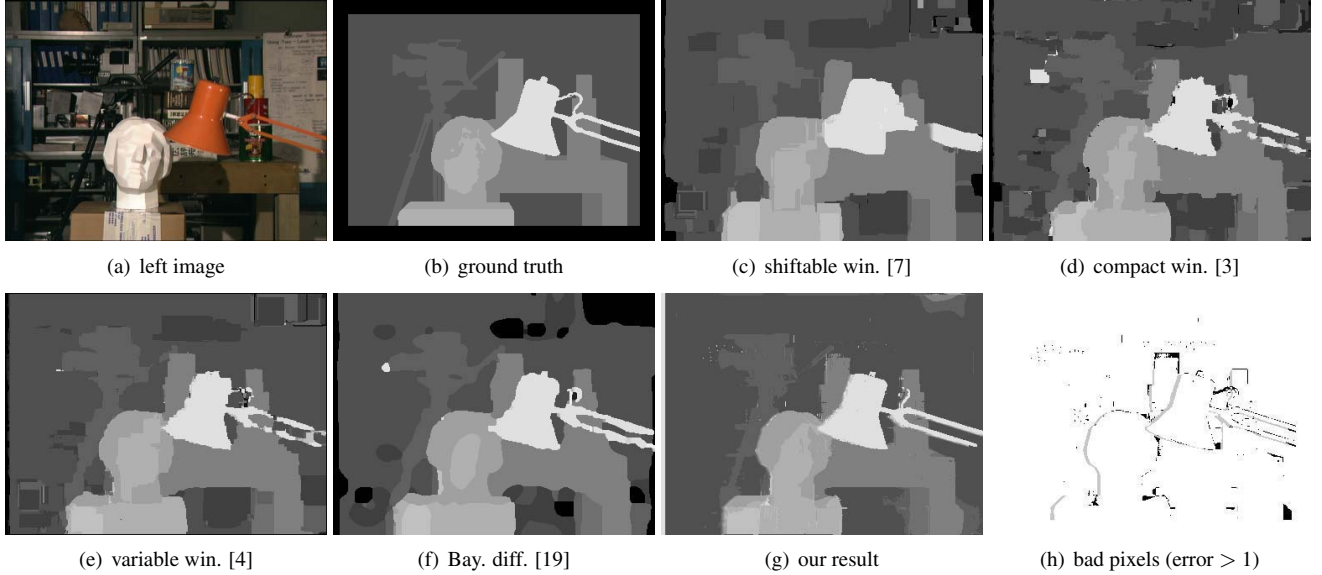 (a) left image
(b) ground truth
(c) shiftable win. [7]
(d) compact win. [3]
(e) variable win. [4]
(f) Bay. diff. [19]
(g) our result
(h) bad pixels (error > 1)